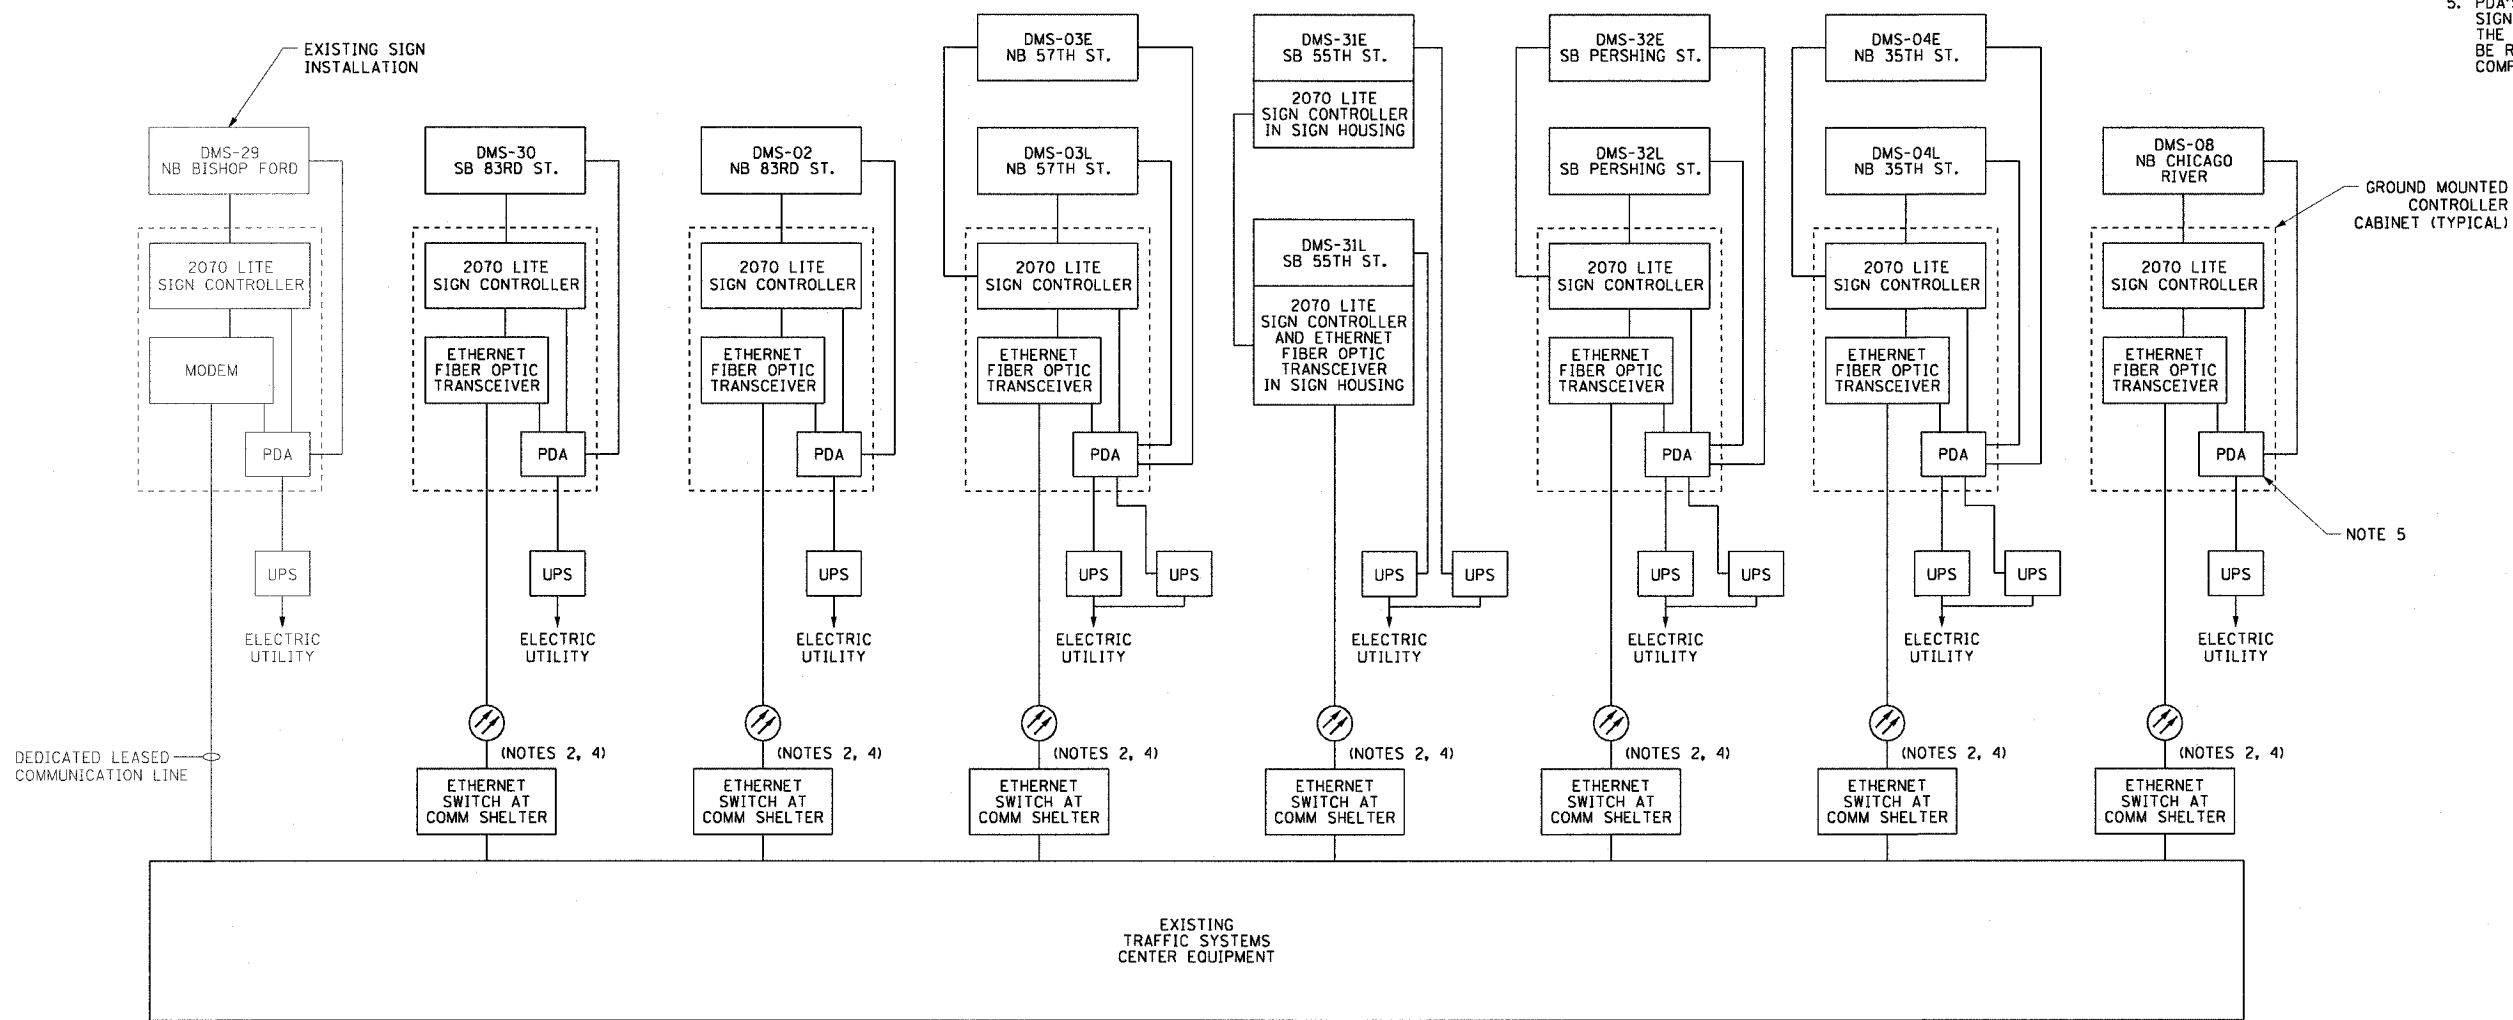 5. PDA'S
SIGN
THE
BE R
COMP
EXISTING SIGN
INSTALLATION
DMS-29
NB BISHOP FORD
2070 LITE
SIGN CONTROLLER
MODEM
PDA
UPS
ELECTRIC
UTILITY
DEDICATED LEASED
COMMUNICATION LINE
DMS-30
SB 83RD ST.
2070 LITE
SIGN CONTROLLER
ETHERNET
FIBER OPTIC
TRANSCEIVER
PDA
UPS
ELECTRIC
UTILITY
(NOTES 2, 4)
ETHERNET
SWITCH AT
COMM SHELTER
DMS-02
NB 83RD ST.
2070 LITE
SIGN CONTROLLER
ETHERNET
FIBER OPTIC
TRANSCEIVER
PDA
UPS
ELECTRIC
UTILITY
(NOTES 2, 4)
ETHERNET
SWITCH AT
COMM SHELTER
DMS-03E
NB 57TH ST.
DMS-03L
NB 57TH ST.
2070 LITE
SIGN CONTROLLER
ETHERNET
FIBER OPTIC
TRANSCEIVER
PDA
UPS
UPS
ELECTRIC
UTILITY
(NOTES 2, 4)
ETHERNET
SWITCH AT
COMM SHELTER
DMS-31E
SB 55TH ST.
2070 LITE
SIGN CONTROLLER
IN SIGN HOUSING
DMS-31L
SB 55TH ST.
2070 LITE
SIGN CONTROLLER
AND ETHERNET
FIBER OPTIC
TRANSCEIVER
IN SIGN HOUSING
UPS
UPS
ELECTRIC
UTILITY
(NOTES 2, 4)
ETHERNET
SWITCH AT
COMM SHELTER
DMS-32E
SB PERSHING ST.
DMS-32L
SB PERSHING ST.
2070 LITE
SIGN CONTROLLER
ETHERNET
FIBER OPTIC
TRANSCEIVER
PDA
UPS
UPS
ELECTRIC
UTILITY
(NOTES 2, 4)
ETHERNET
SWITCH AT
COMM SHELTER
DMS-04E
NB 35TH ST.
DMS-04L
NB 35TH ST.
2070 LITE
SIGN CONTROLLER
ETHERNET
FIBER OPTIC
TRANSCEIVER
PDA
UPS
UPS
ELECTRIC
UTILITY
(NOTES 2, 4)
ETHERNET
SWITCH AT
COMM SHELTER
DMS-08
NB CHICAGO
RIVER
GROUND MOUNTED
CONTROLLER
CABINET (TYPICAL)
2070 LITE
SIGN CONTROLLER
ETHERNET
FIBER OPTIC
TRANSCEIVER
PDA
NOTE 5
UPS
ELECTRIC
UTILITY
(NOTES 2, 4)
ETHERNET
SWITCH AT
COMM SHELTER
EXISTING
TRAFFIC SYSTEMS
CENTER EQUIPMENT